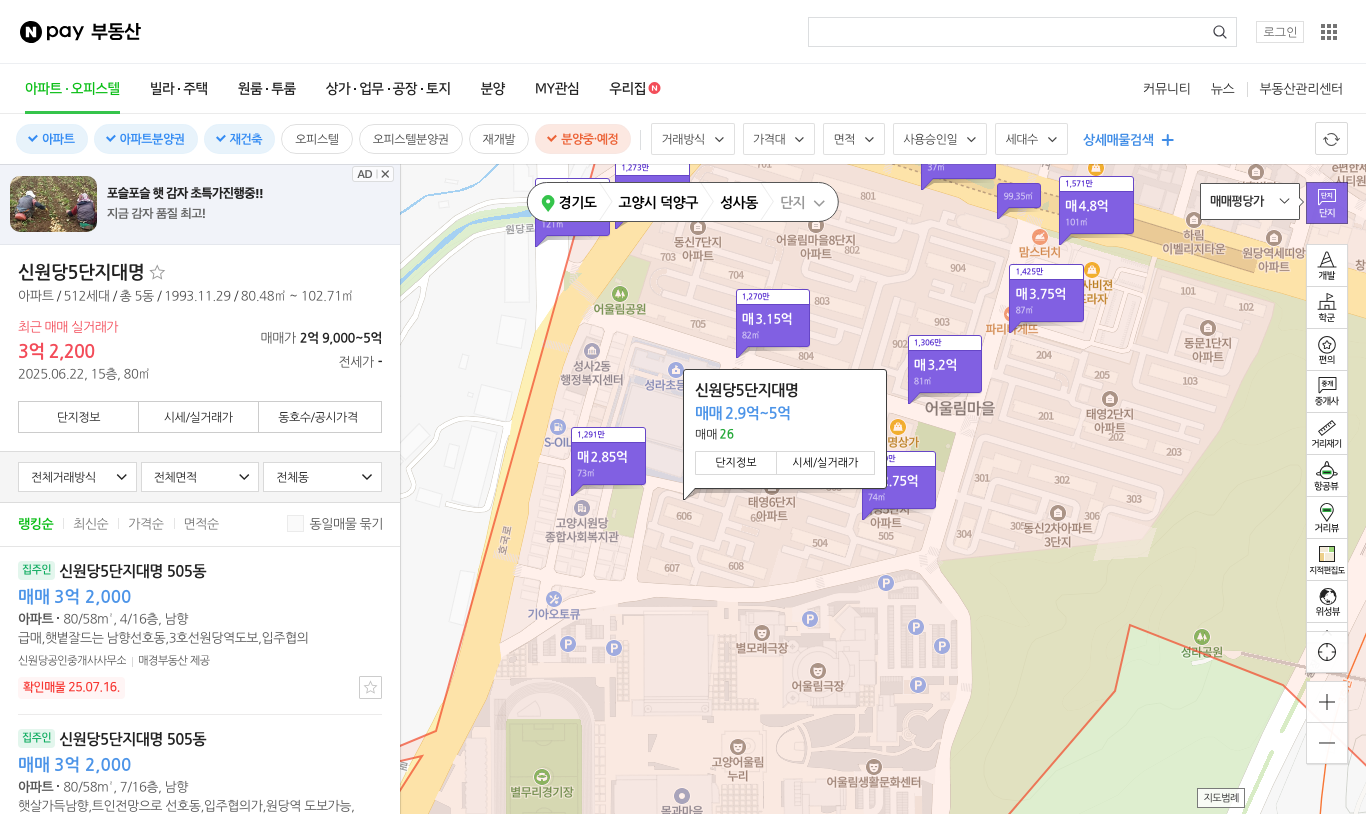 N pay 부동산
로그인
아파트·오피스텔 빌라·주택 원룸·투룸 상가·업무·공장·토지 분양 MY관심 우리집 N
커뮤니티 뉴스 부동산관리센터
아파트 아파트분양권 재건축 오피스텔 오피스텔분양권 재개발 분양중·예정 거래방식 가격대 면적 사용승인일 세대수 상세매물검색
AD
포슬포슬 햇 감자 초특가진행중!!
지금 감자 품질 최고!
신원당5단지대명
아파트 / 512세대 / 총 5동 / 1993.11.29 / 80.48㎡ ~ 102.71㎡
최근 매매 실거래가
3억 2,200
2025.06.22, 15층, 80㎡
매매가 2억 9,000~5억
전세가 -
단지정보 시세/실거래가 동호수/공시가격
전체거래방식 전체면적 전체동
랭킹순 최신순 가격순 면적순 동일매물 묶기
집주인 신원당5단지대명 505동
매매 3억 2,000
아파트 · 80/58m², 4/16층, 남향
급매,햇볕잘드는 남향선호동,3호선원당역도보,입주협의
신원당공인중개사사무소 매경부동산 제공
확인매물 25.07.16.
집주인 신원당5단지대명 505동
매매 3억 2,000
아파트 · 80/58m², 7/16층, 남향
햇살가득남향,트인전망으로 선호동,입주협의가,원당역 도보가능,
경기도 고양시 덕양구 성사동 단지
1,273만
121㎡
37㎡
99.35㎡
1,571만
매4.8억
101㎡
매매평당가
단지
단지
e편한세
시티원
701
원당로
703
동신7단지
아파트
어울림마을8단지
아파트
맘스터치
하림
이벨리지타운
원당역세띠앙
아파트
704
802
904
1,425만
매3.75억
87㎡
사비젼
프라자
파리바게뜨
101
102
어울림공원
705
1,270만
매3.15억
82㎡
803
804
903
902
1,306만
매3.2억
81㎡
204
동문1단지
아파트
성사2동
행정복지센터
성라초등
205
103
어울림마을
태영2단지
아파트
201
202
신원당5단지대명
매매 2.9억~5억
매매 26
단지정보 시세/실거래가
S-OIL
1,291만
매2.85억
73㎡
명상가
74㎡
301
302
태영6단지
아파트
606
아파트
505
504
304
305
동신2차아파트
3단지
303
고양시원당
종합사회복지관
호국로
607
608
기아오토큐
P
P
P
P
P
P
P
별모래극장
어울림극장
성라공원
고양어울림
누리
어울림생활문화센터
별무리경기장
목과마을
개발
학군
편의
중개
중개사
거리재기
항공뷰
거리뷰
지적편집도
위성뷰
지도범례